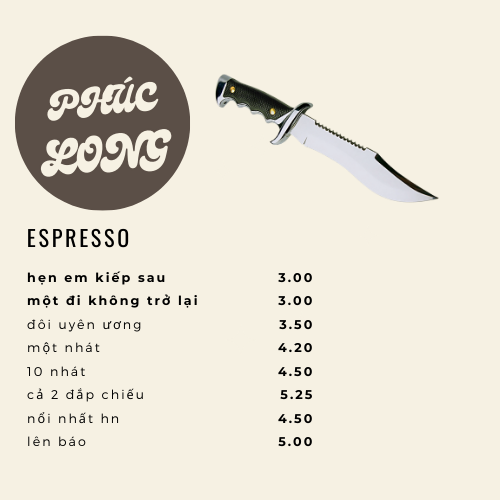 PHÚC
LONG
ESPRESSO
hẹn em kiếp sau 3.00
một đi không trở lại 3.00
đôi uyên ương 3.50
một nhát 4.20
10 nhát 4.50
cả 2 đắp chiếu 5.25
nổi nhất hn 4.50
lên báo 5.00